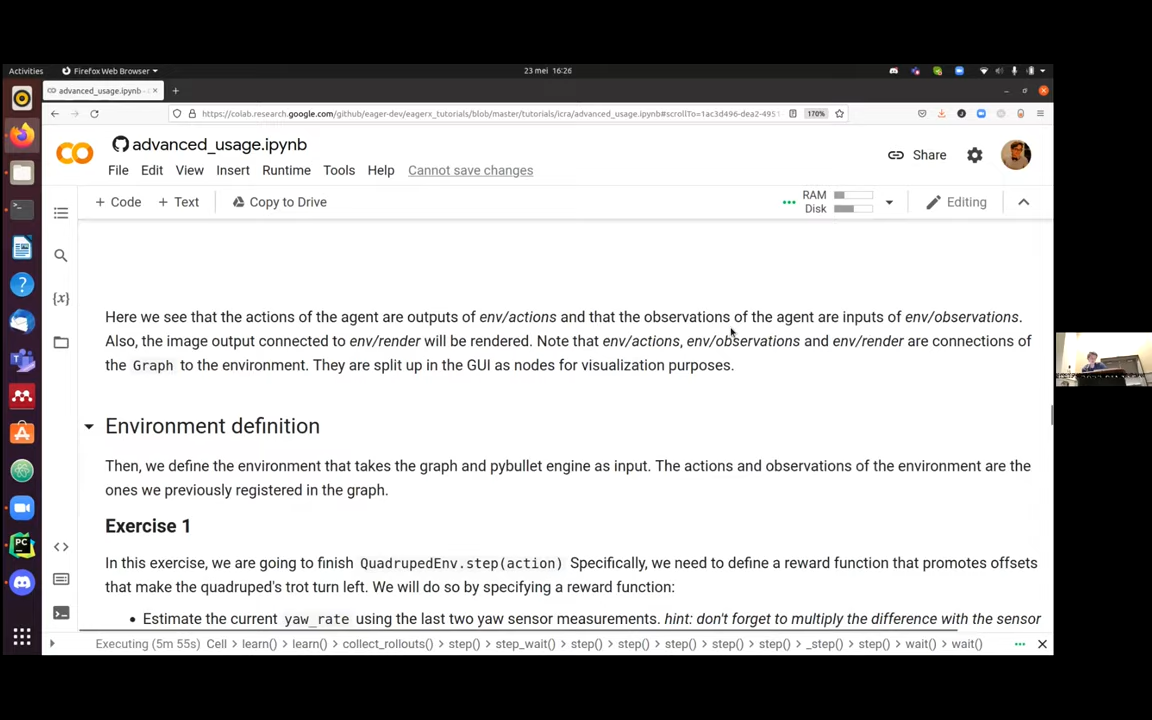 Activities
Firefox Web Browser
23 mei 16:26
advanced_usage.ipynb -
https://colab.research.google.com/github/eager-dev/eagerx_tutorials/blob/master/tutorials/icra/advanced_usage.ipynb#scrollTo=1ac3d496-dea2-4951
170%
advanced_usage.ipynb
Share
File Edit View Insert Runtime Tools Help Cannot save changes
+ Code + Text Copy to Drive
RAM
Disk
Editing
Here we see that the actions of the agent are outputs of env/actions and that the observations of the agent are inputs of env/observations.
Also, the image output connected to env/render will be rendered. Note that env/actions, env/observations and env/render are connections of
the Graph to the environment. They are split up in the GUI as nodes for visualization purposes.
Environment definition
Then, we define the environment that takes the graph and pybullet engine as input. The actions and observations of the environment are the
ones we previously registered in the graph.
Exercise 1
In this exercise, we are going to finish QuadrupedEnv.step(action) Specifically, we need to define a reward function that promotes offsets
that make the quadruped's trot turn left. We will do so by specifying a reward function:
• Estimate the current yaw_rate using the last two yaw sensor measurements. hint: don't forget to multiply the difference with the sensor
Executing (5m 55s) Cell > learn() > learn() > collect_rollouts() > step() > step_wait() > step() > step() > step() > step() > step() > _step() > step() > wait() > wait()